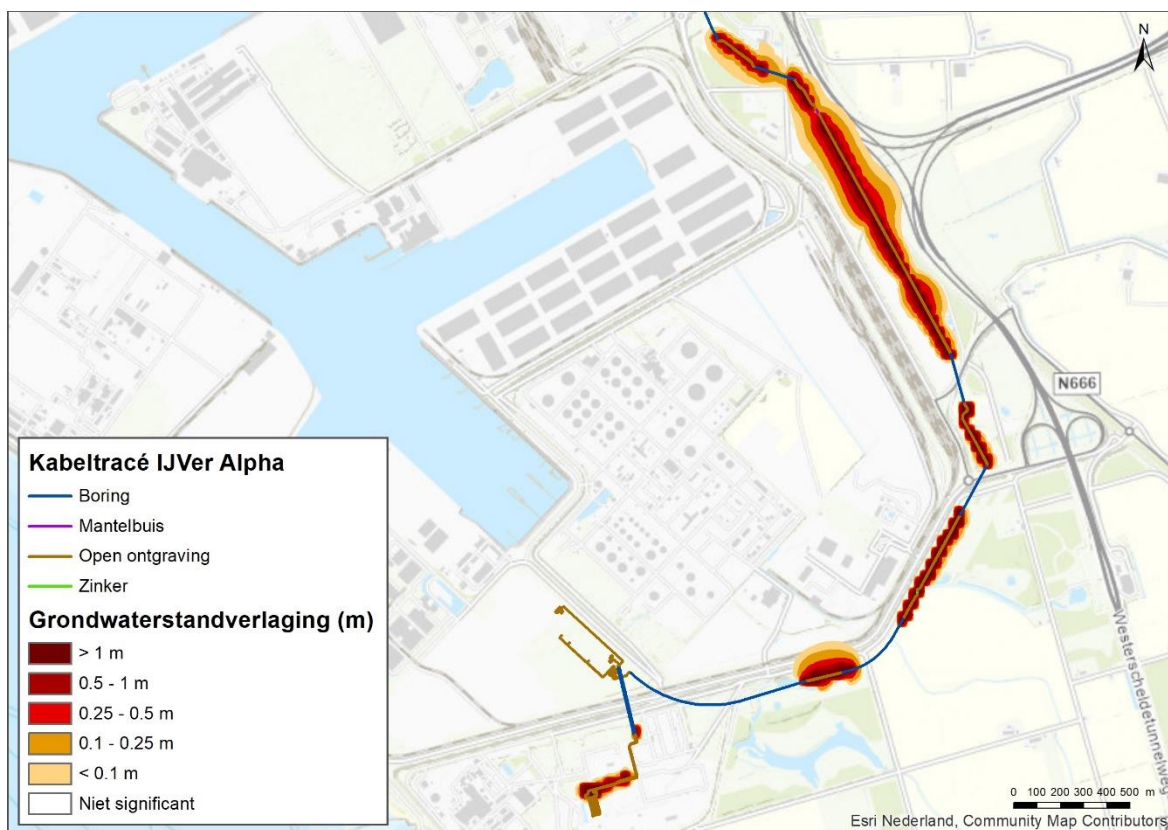 N
N666
Westerscheldetunnelweg
Kabeltracé IJVer Alpha
Boring
Mantelbuis
Open ontgraving
Zinker
Grondwaterstandverlaging (m)
> 1 m
0.5 - 1 m
0.25 - 0.5 m
0.1 - 0.25 m
< 0.1 m
Niet significant
0 100 200 300 400 500 m
Esri Nederland, Community Map Contributors